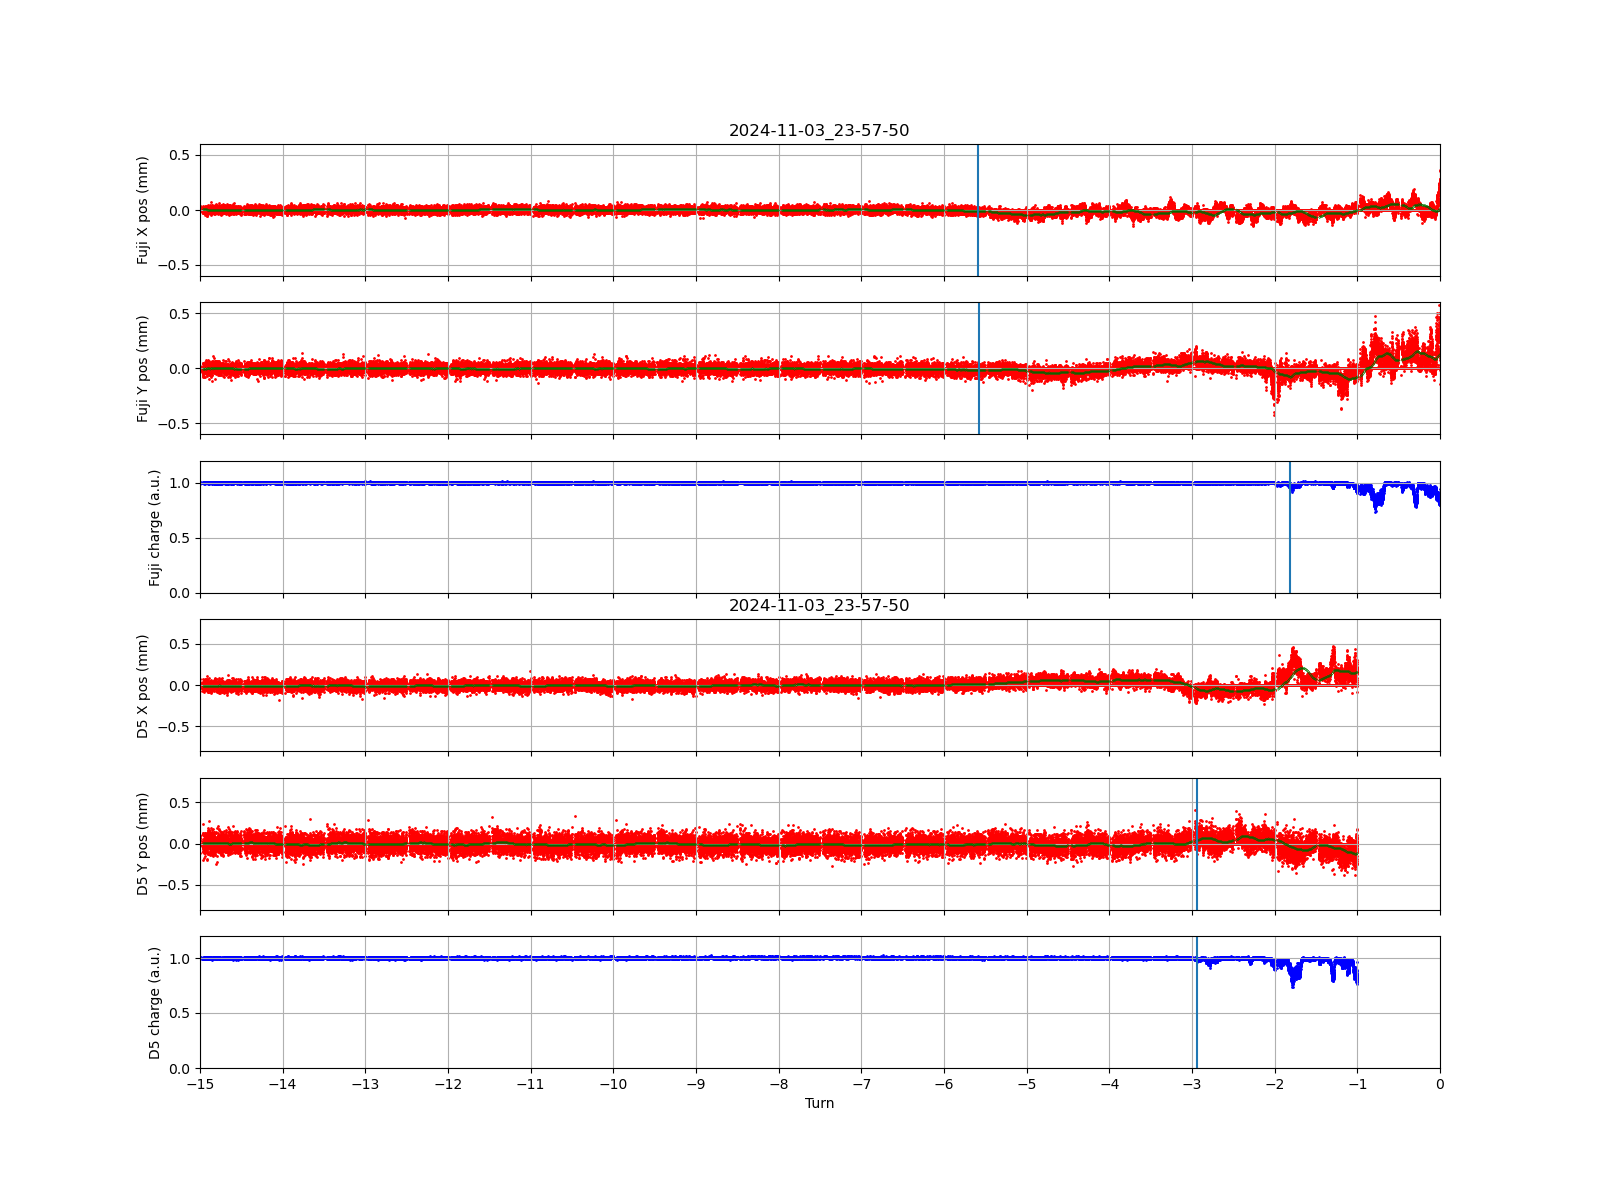 2024-11-03_23-57-50
Fuji X pos (mm)
0.5
0.0
−0.5
Fuji Y pos (mm)
0.5
0.0
−0.5
Fuji charge (a.u.)
1.0
0.5
0.0
2024-11-03_23-57-50
D5 X pos (mm)
0.5
0.0
−0.5
D5 Y pos (mm)
0.5
0.0
−0.5
D5 charge (a.u.)
1.0
0.5
0.0
−15 −14 −13 −12 −11 −10 −9 −8 −7 −6 −5 −4 −3 −2 −1 0
Turn